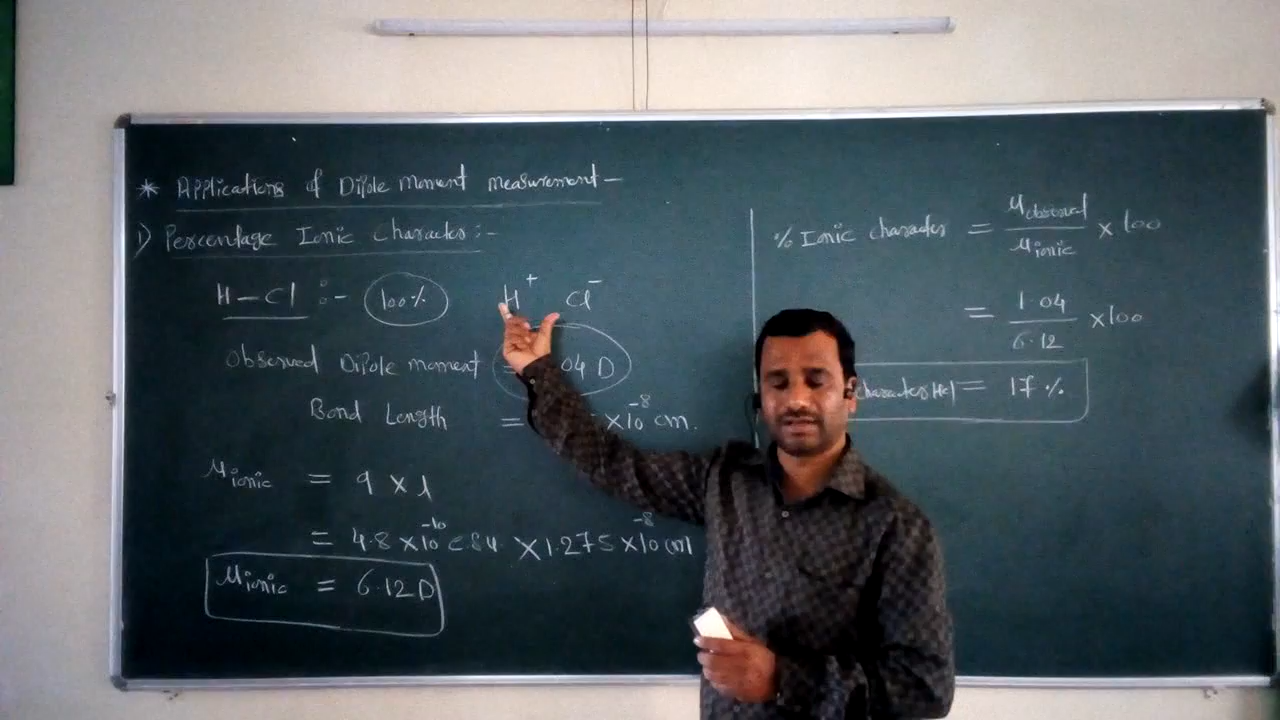 * Applications of Dipole Moment measurement –
1) Percentage Ionic Character :-
H – Cl :- 100% H⁺ Cl⁻
Observed Dipole moment = 04 D
Bond Length = ×10⁻⁸ cm.
μionic = q × λ
= 4.8 ×10⁻¹⁰ e.s.u. × 1.275 ×10⁻⁸ cm
μionic = 6.12 D
% Ionic character = μobserved / μionic × 100
= 1.04 / 6.12 ×100
character HCl = 17 %